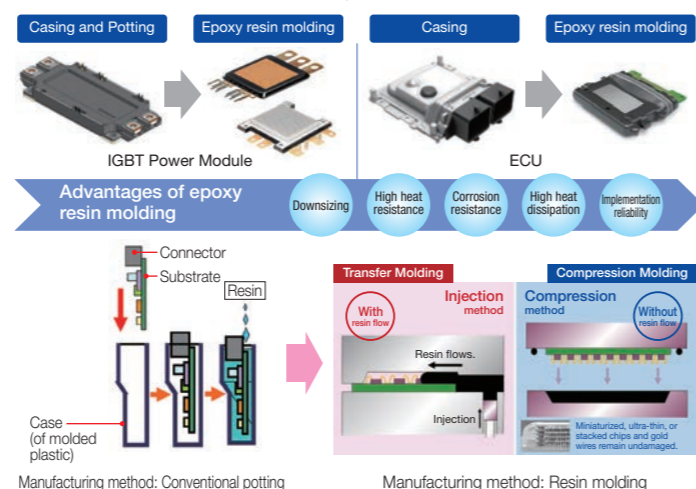 Casing and Potting
Epoxy resin molding
Casing
Epoxy resin molding
IGBT Power Module
ECU
Advantages of epoxy
resin molding
Downsizing
High heat
resistance
Corrosion
resistance
High heat
dissipation
Implementation
reliability
Connector
Substrate
Resin
Case
(of molded
plastic)
Manufacturing method: Conventional potting
Transfer Molding
Injection
method
With
resin flow
Resin flows.
Injection
Compression Molding
Compression
method
Without
resin flow
Miniaturized, ultra-thin, or
stacked chips and gold
wires remain undamaged.
Manufacturing method: Resin molding